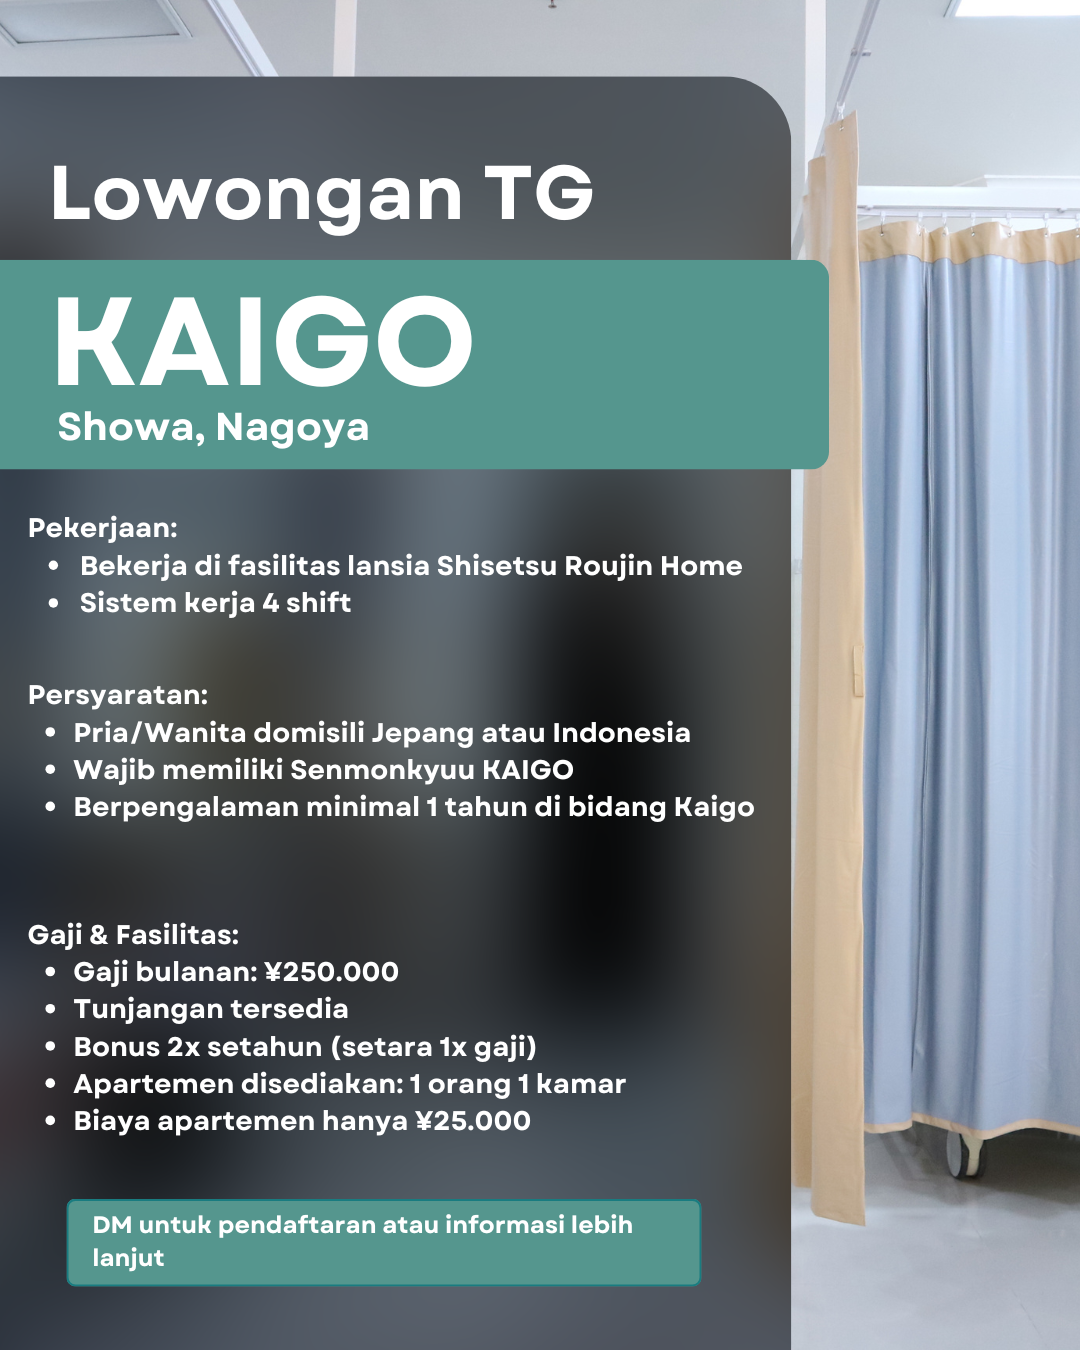 Lowongan TG
KAIGO
Showa, Nagoya
Pekerjaan:
• Bekerja di fasilitas lansia Shisetsu Roujin Home
• Sistem kerja 4 shift
Persyaratan:
• Pria/Wanita domisili Jepang atau Indonesia
• Wajib memiliki Senmonkyuu KAIGO
• Berpengalaman minimal 1 tahun di bidang Kaigo
Gaji & Fasilitas:
• Gaji bulanan: ¥250.000
• Tunjangan tersedia
• Bonus 2x setahun (setara 1x gaji)
• Apartemen disediakan: 1 orang 1 kamar
• Biaya apartemen hanya ¥25.000
DM untuk pendaftaran atau informasi lebih
lanjut